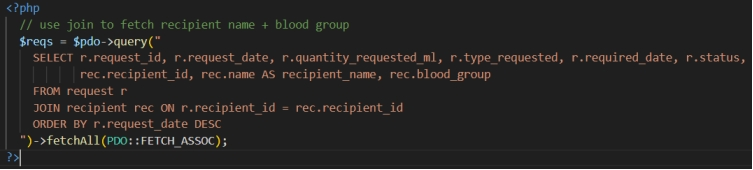 <?php
// use join to fetch recipient name + blood group
$reqs = $pdo->query("
SELECT r.request_id, r.request_date, r.quantity_requested_ml, r.type_requested, r.required_date, r.status,
rec.recipient_id, rec.name AS recipient_name, rec.blood_group
FROM request r
JOIN recipient rec ON r.recipient_id = rec.recipient_id
ORDER BY r.request_date DESC
")->fetchAll(PDO::FETCH_ASSOC);
?>